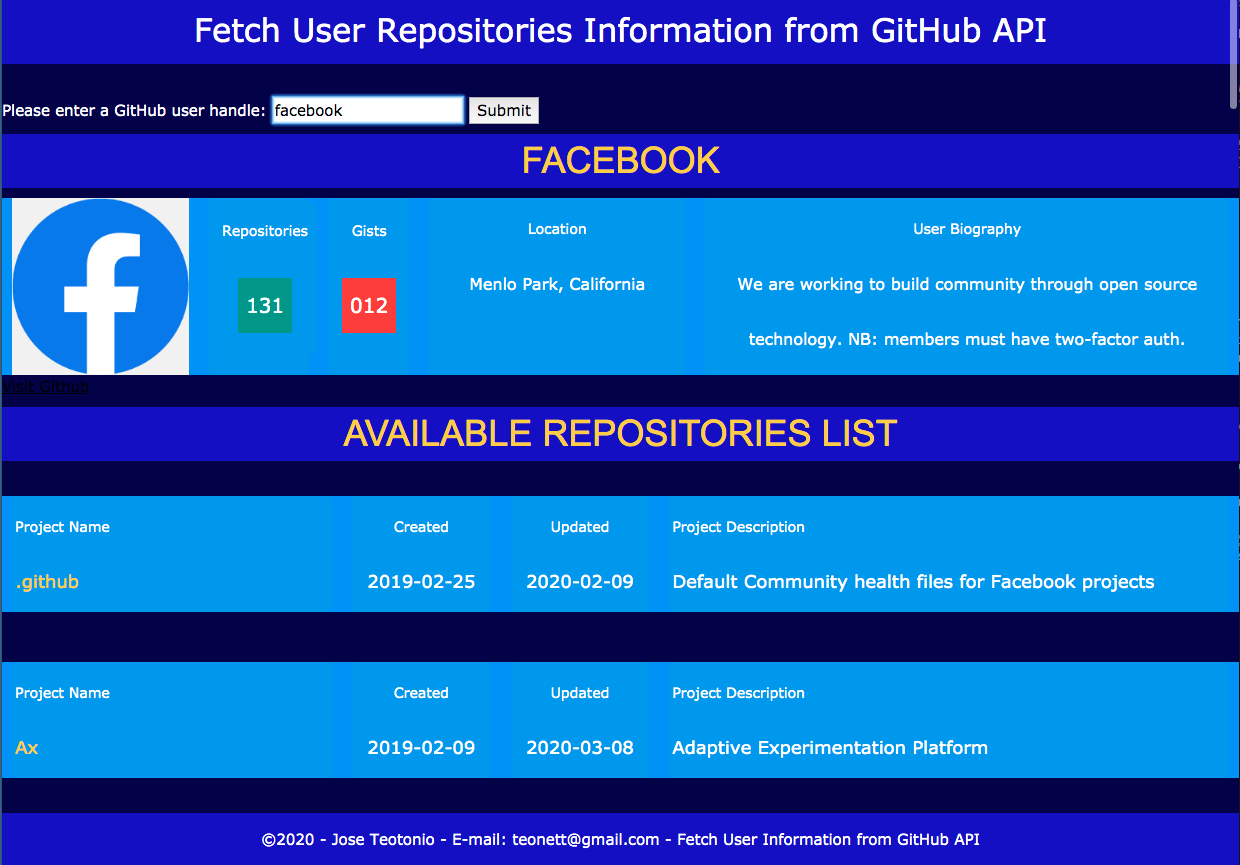 Fetch User Repositories Information from GitHub API
Please enter a GitHub user handle: facebook Submit
FACEBOOK
Repositories Gists Location User Biography
131 012 Menlo Park, California We are working to build community through open source
technology. NB: members must have two-factor auth.
Visit Github
AVAILABLE REPOSITORIES LIST
Project Name Created Updated Project Description
.github 2019-02-25 2020-02-09 Default Community health files for Facebook projects
Project Name Created Updated Project Description
Ax 2019-02-09 2020-03-08 Adaptive Experimentation Platform
©2020 - Jose Teotonio - E-mail: teonett@gmail.com - Fetch User Information from GitHub API